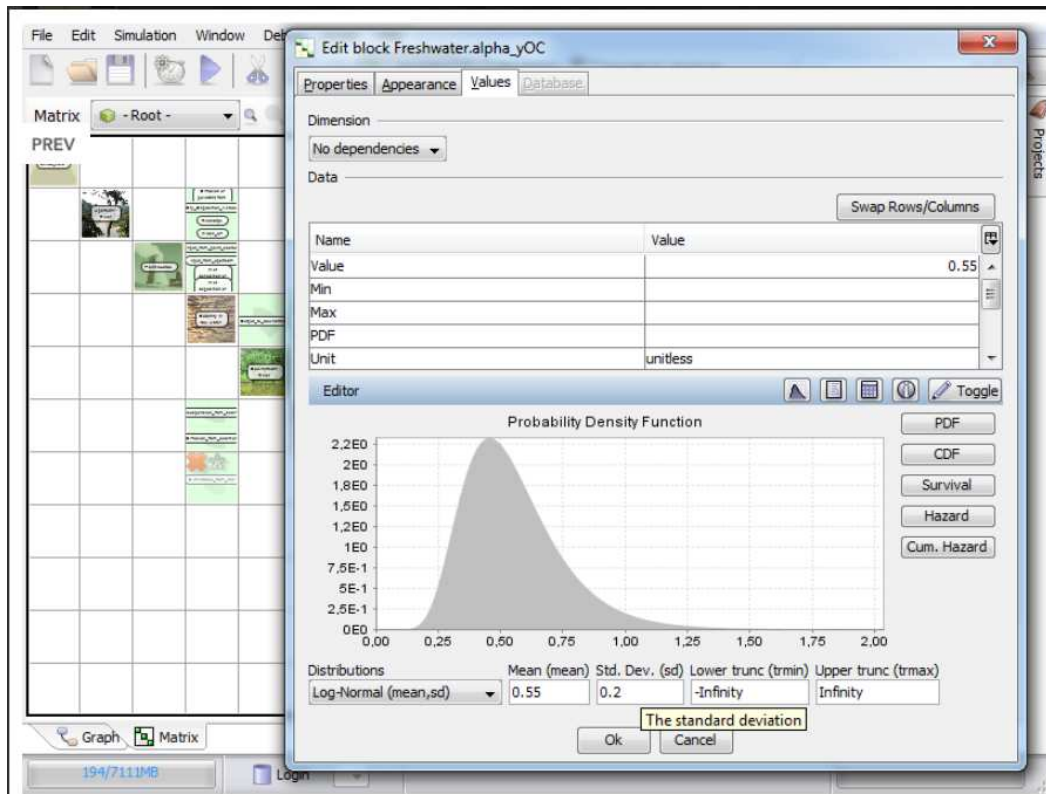 File Edit Simulation Window
Edit block Freshwater.alpha_yOC
Properties Appearance Values Database
Matrix - Root -
PREV
Projects
Dimension
No dependencies
Data
Swap Rows/Columns
Name Value
Value 0.55
Min
Max
PDF
Unit unitless
Editor Toggle
Probability Density Function
PDF
CDF
Survival
Hazard
Cum. Hazard
2,2E0
2E0
1,8E0
1,5E0
1,2E0
1E0
7,5E-1
5E-1
2,5E-1
0E0
0,00 0,25 0,50 0,75 1,00 1,25 1,50 1,75 2,00
Distributions Mean (mean) Std. Dev. (sd) Lower trunc (trmin) Upper trunc (trmax)
Log-Normal (mean,sd) 0.55 0.2 -Infinity Infinity
The standard deviation
Ok Cancel
Graph Matrix
194/7111MB Login